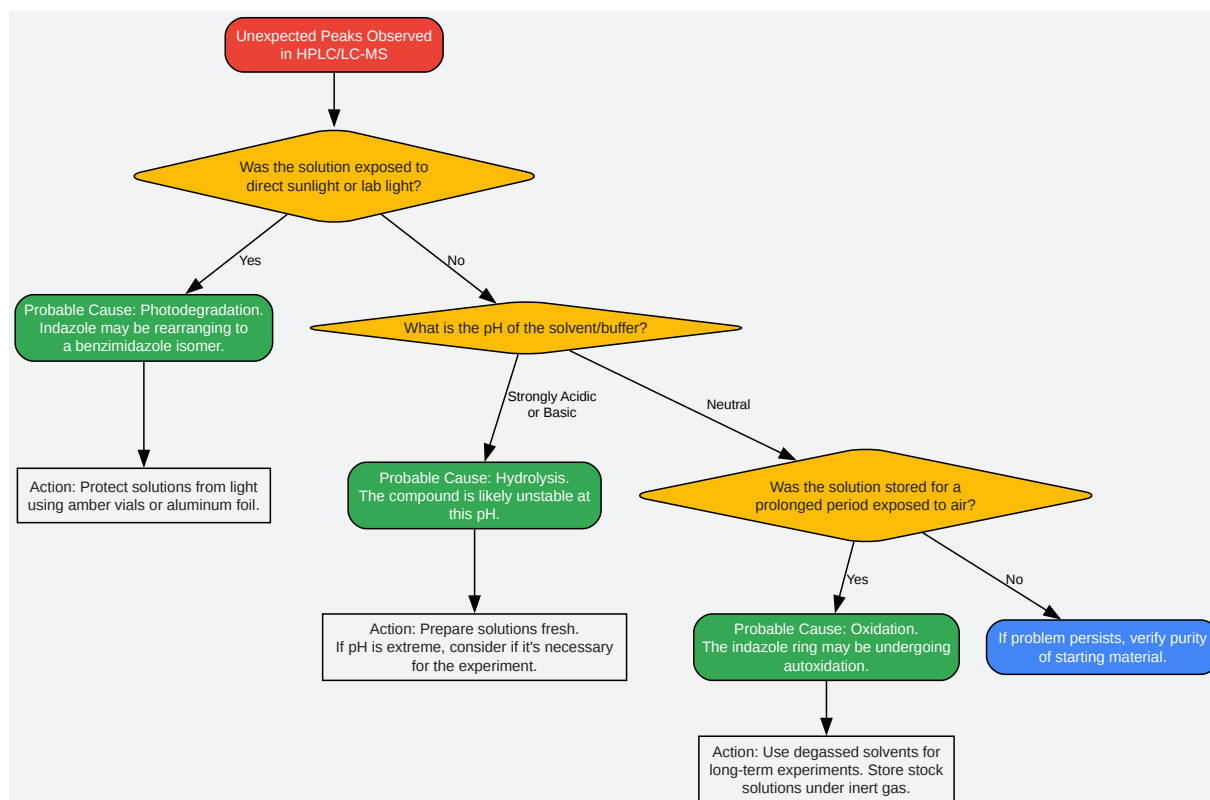 Unexpected Peaks Observed
in HPLC/LC-MS
Was the solution exposed to
direct sunlight or lab light?
Yes
No
Probable Cause: Photodegradation.
Indazole may be rearranging to
a benzimidazole isomer.
What is the pH of the solvent/buffer?
Strongly Acidic
or Basic
Neutral
Action: Protect solutions from light
using amber vials or aluminum foil.
Probable Cause: Hydrolysis.
The compound is likely unstable at
this pH.
Was the solution stored for a
prolonged period exposed to air?
Yes
No
Action: Prepare solutions fresh.
If pH is extreme, consider if it's necessary
for the experiment.
Probable Cause: Oxidation.
The indazole ring may be undergoing
autoxidation.
If problem persists, verify purity
of starting material.
Action: Use degassed solvents for
long-term experiments. Store stock
solutions under inert gas.